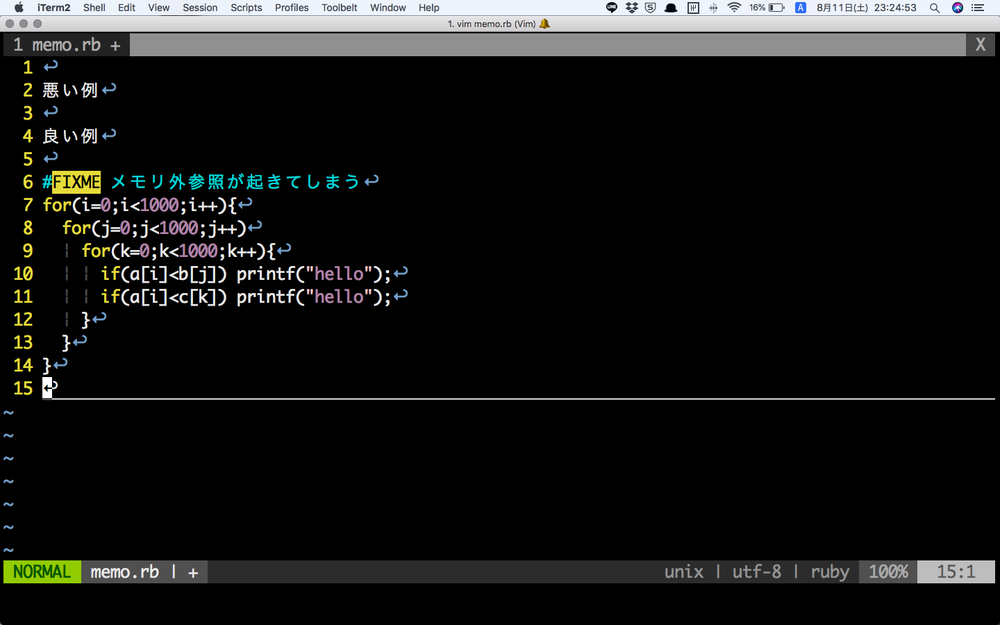 iTerm2 Shell Edit View Session Scripts Profiles Toolbelt Window Help LINE 5 16% A 8月11日(土) 23:24:53
1. vim memo.rb (Vim)
1 memo.rb + X
1 ↩
2 悪い例↩
3 ↩
4 良い例↩
5 ↩
6 #FIXME メモリ外参照が起きてしまう↩
7 for(i=0;i<1000;i++){↩
8   for(j=0;j<1000;j++)↩
9   ¦ for(k=0;k<1000;k++){↩
10   ¦ ¦ if(a[i]<b[j]) printf("hello");↩
11   ¦ ¦ if(a[i]<c[k]) printf("hello");↩
12   ¦ }↩
13   }↩
14 }↩
15 ↩
~
~
~
~
~
~
~
NORMAL memo.rb | + unix | utf-8 | ruby 100% 15:1